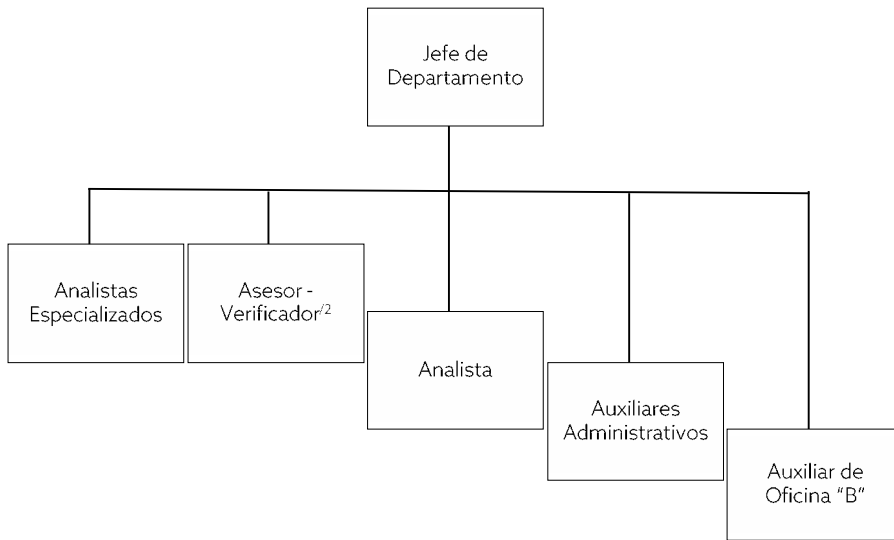 Jefe de
Departamento
Analistas
Especializados
Asesor -
Verificador/2
Analista
Auxiliares
Administrativos
Auxiliar de
Oficina “B”